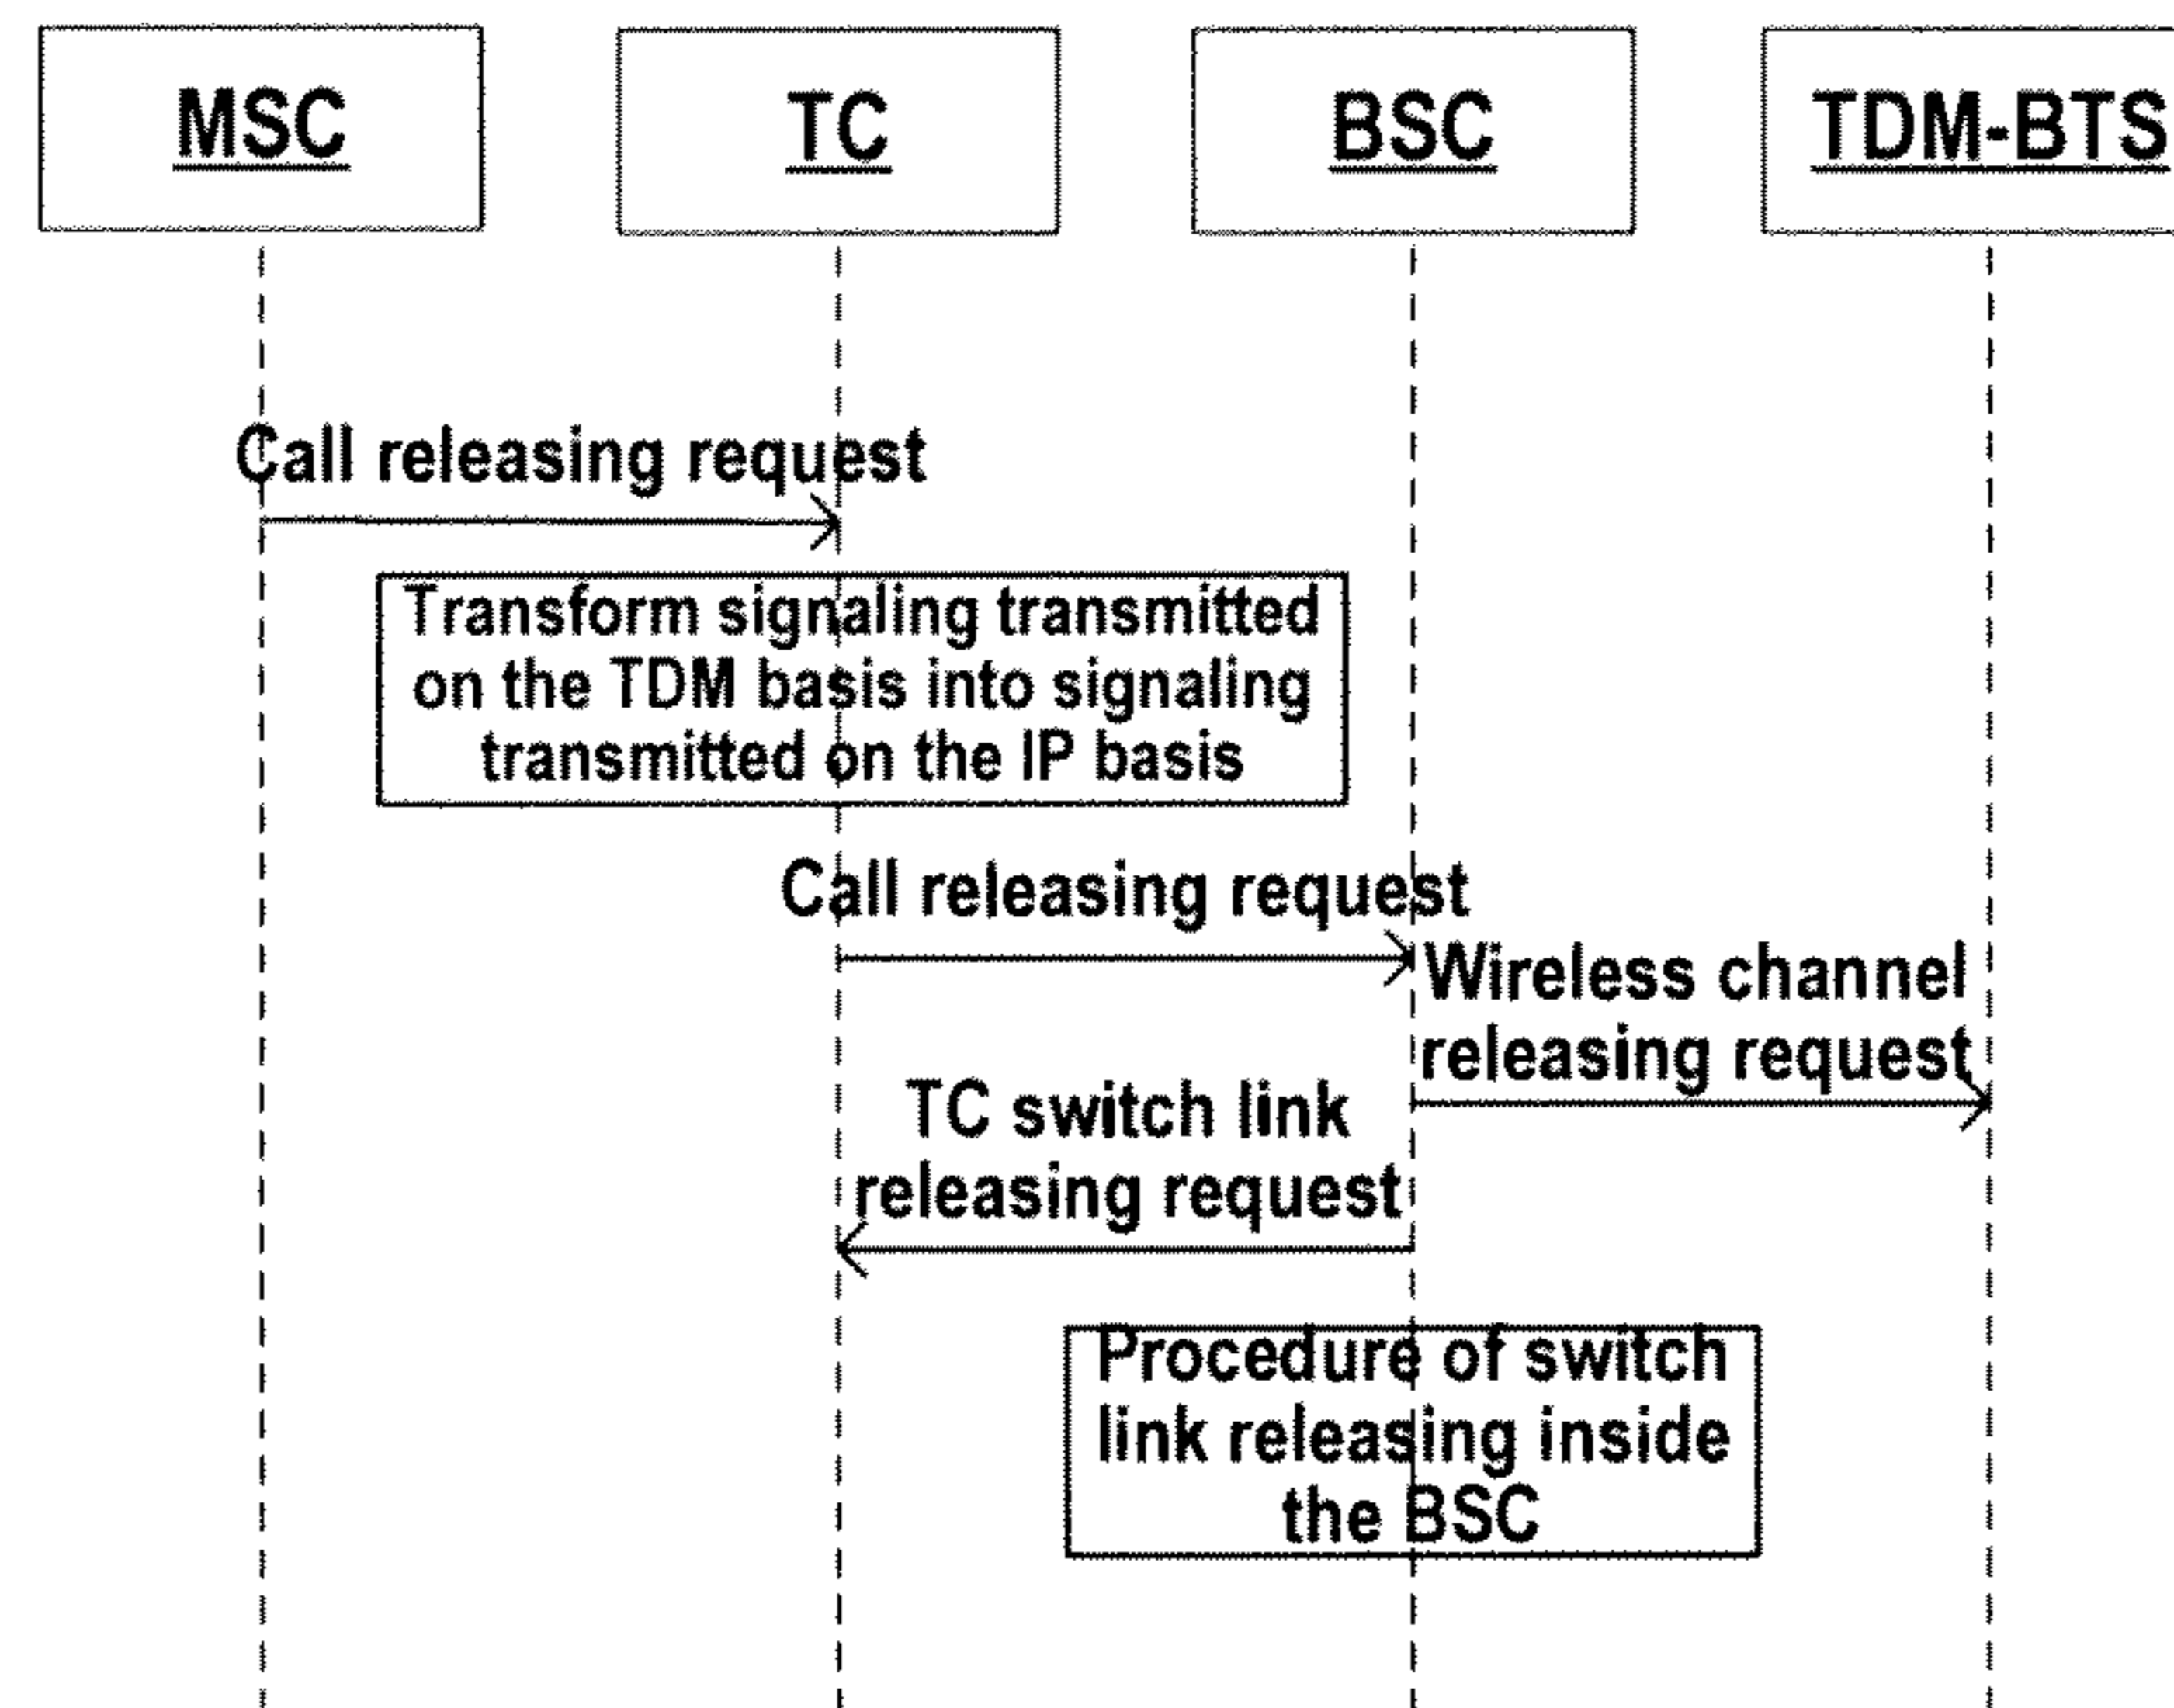 MSC
TC
BSC
TDM-BTS
Call releasing request
Transform signaling transmitted
on the TDM basis into signaling
transmitted on the IP basis
Call releasing request
Wireless channel
releasing request
TC switch link
releasing request
Procedure of switch
link releasing inside
the BSC